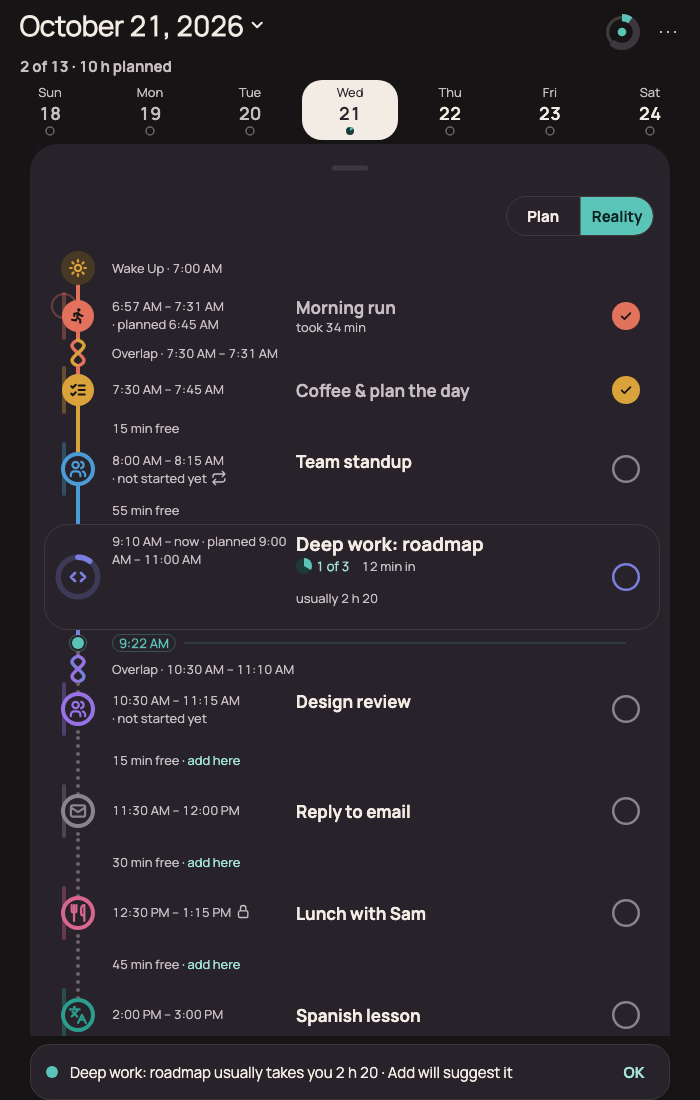 October 21, 2026
...
2 of 13 · 10 h planned
Sun Mon Tue Wed Thu Fri Sat
18 19 20 21 22 23 24
Plan Reality
Wake Up · 7:00 AM
6:57 AM – 7:31 AM
· planned 6:45 AM
Morning run
took 34 min
Overlap · 7:30 AM – 7:31 AM
7:30 AM – 7:45 AM
Coffee & plan the day
15 min free
8:00 AM – 8:15 AM
· not started yet
Team standup
55 min free
9:10 AM – now · planned 9:00
AM – 11:00 AM
Deep work: roadmap
1 of 3 12 min in
usually 2 h 20
9:22 AM
Overlap · 10:30 AM – 11:10 AM
10:30 AM – 11:15 AM
· not started yet
Design review
15 min free · add here
11:30 AM – 12:00 PM
Reply to email
30 min free · add here
12:30 PM – 1:15 PM
Lunch with Sam
45 min free · add here
2:00 PM – 3:00 PM
Spanish lesson
Deep work: roadmap usually takes you 2 h 20 · Add will suggest it
OK